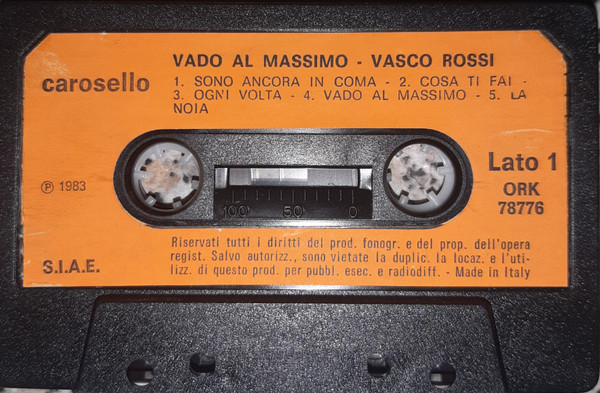 VADO AL MASSIMO - VASCO ROSSI
carosello
1. SONO ANCORA IN COMA - 2. COSA TI FAI -
3. OGNI VOLTA - 4. VADO AL MASSIMO - 5. LA
NOIA
Lato 1
ORK
78776
℗ 1983
100 50 0
Riservati tutti i diritti del prod. fonogr. e del prop. dell'opera
regist. Salvo autorizz., sono vietate la duplic. la locaz. e l'uti-
lizz. di questo prod. per pubbl. esec. e radiodiff. - Made in Italy
S.I.A.E.